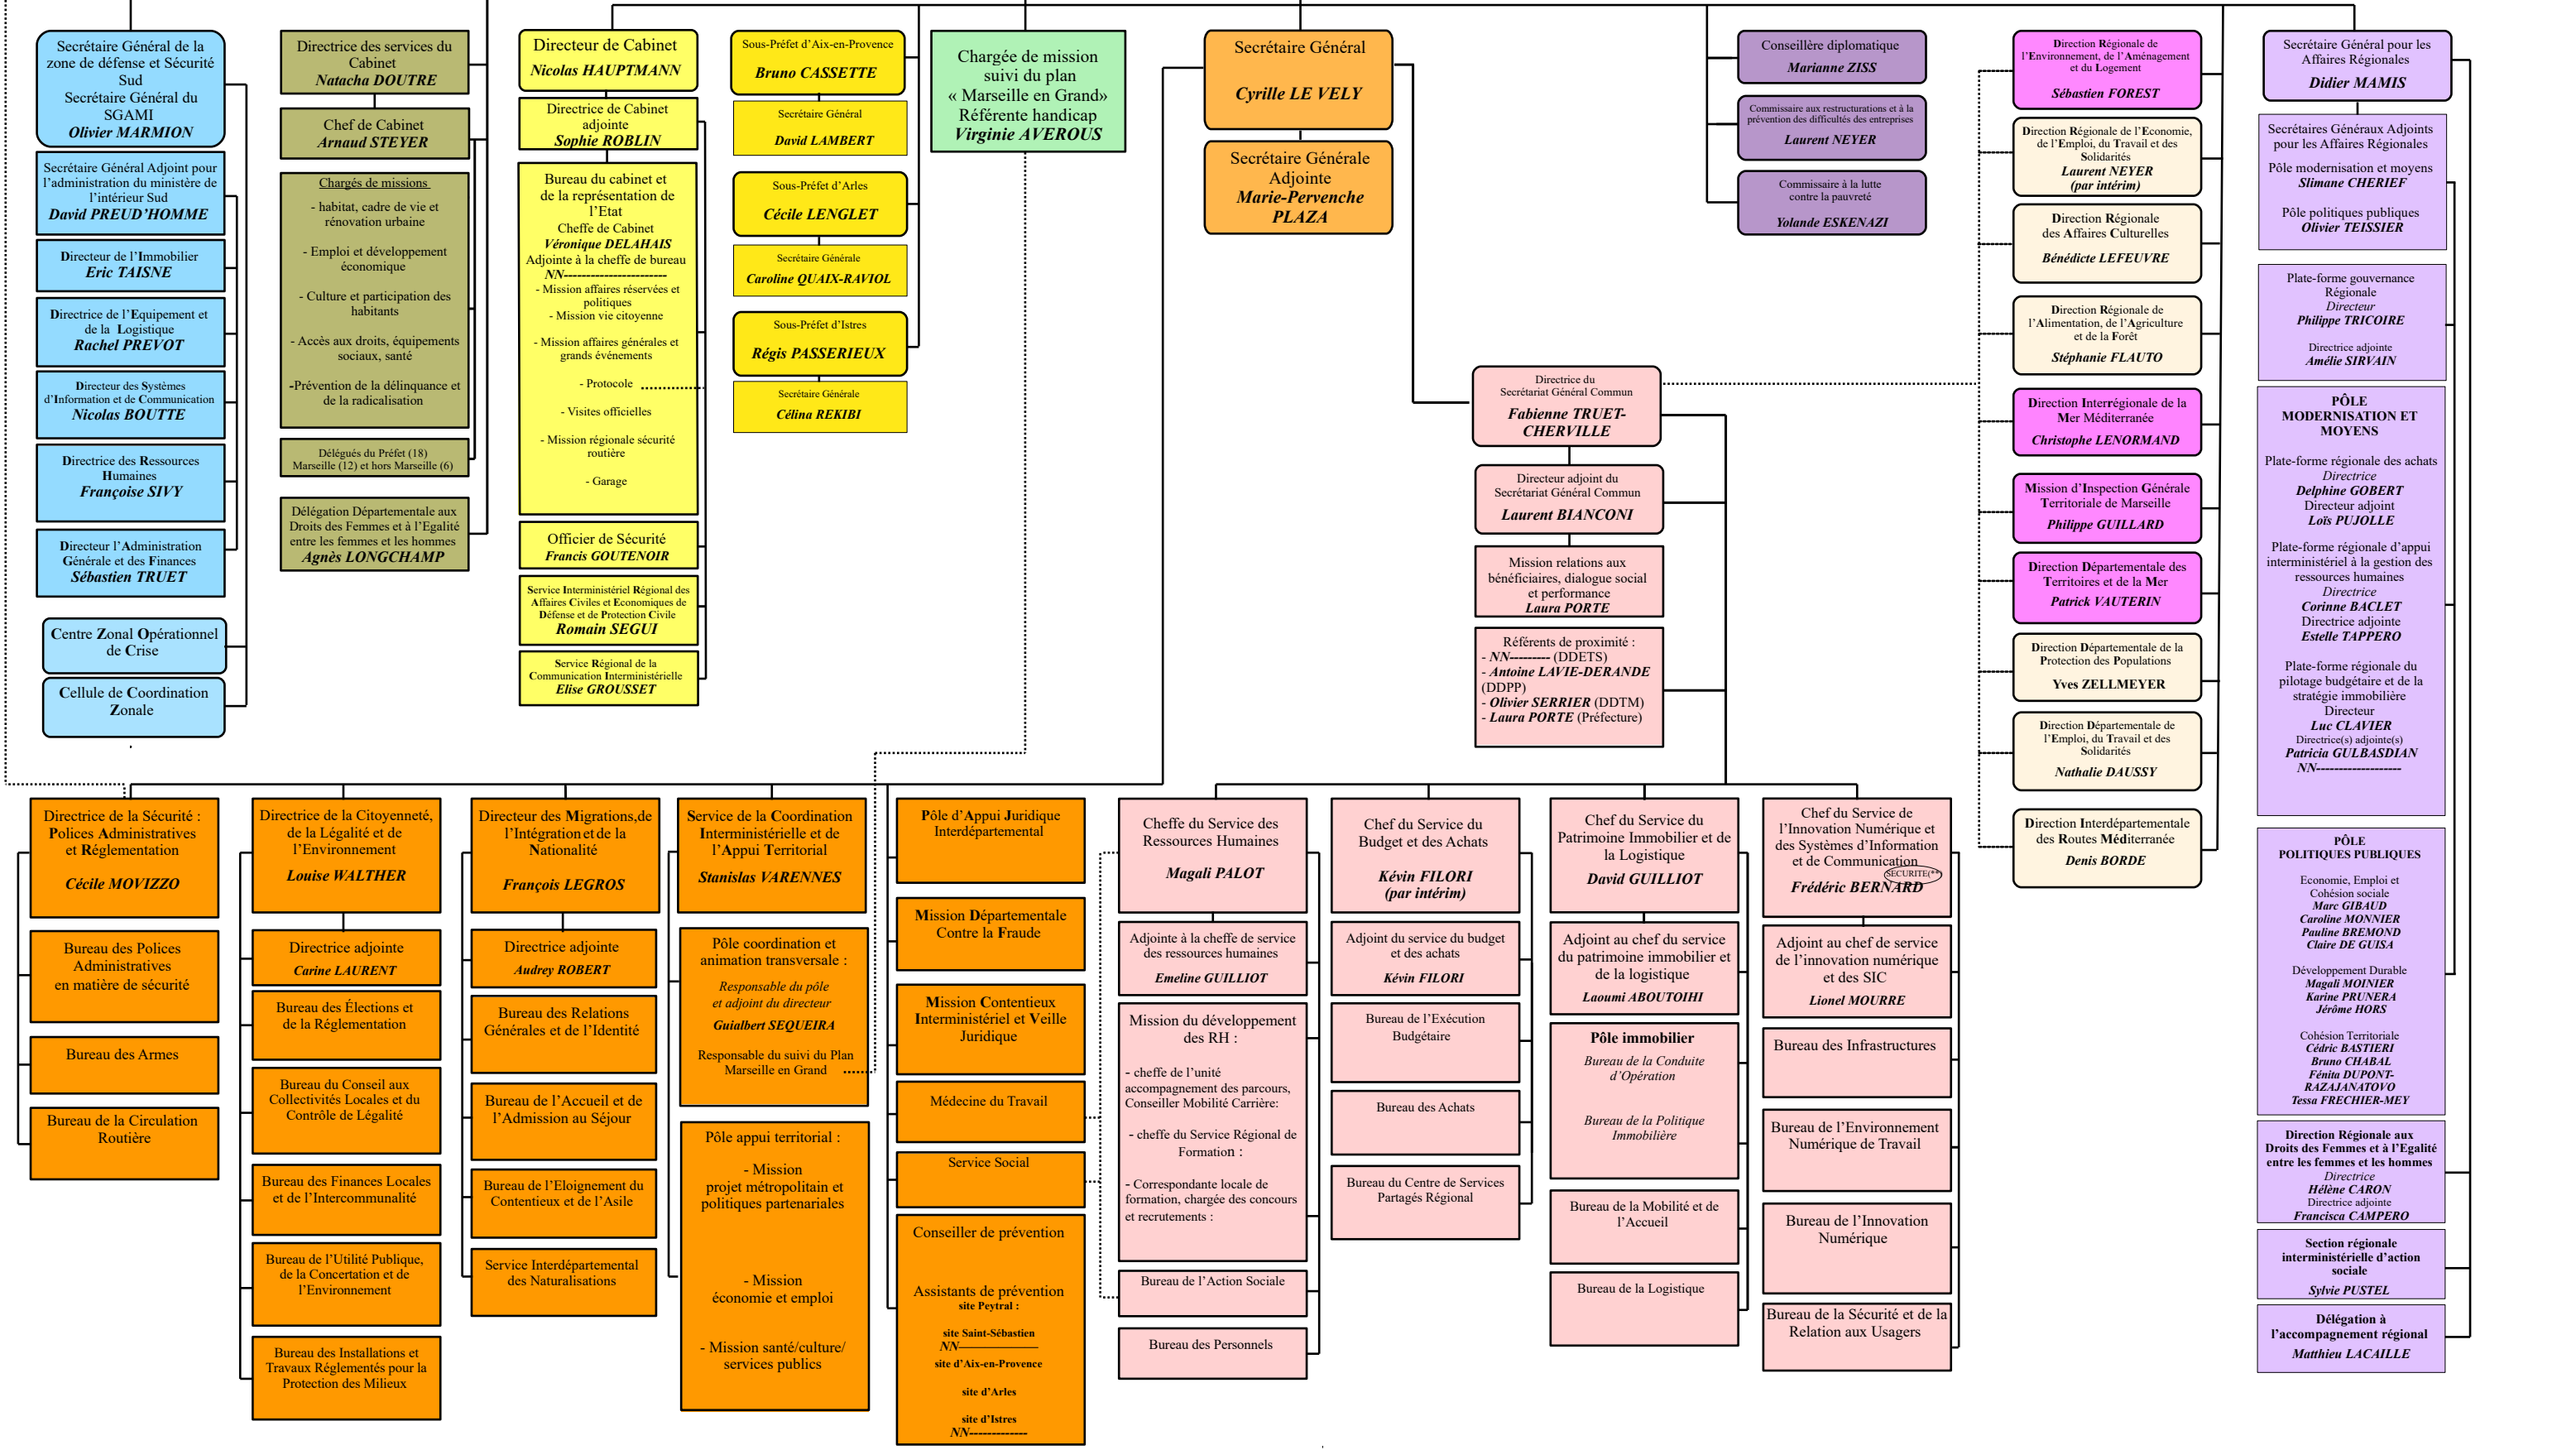 Secrétaire Général de la
zone de défense et Sécurité
Sud
Secrétaire Général du
SGAMI
Olivier MARMION
Secrétaire Général Adjoint pour
l’administration du ministère de
l’intérieur Sud
David PREUD’HOMME
Directeur de l’Immobilier
Eric TAISNE
Directrice de l’Equipement et
de la Logistique
Rachel PREVOT
Directeur des Systèmes
d’Information et de Communication
Nicolas BOUTTE
Directrice des Ressources
Humaines
Françoise SIVY
Directeur l’Administration
Générale et des Finances
Sébastien TRUET
Centre Zonal Opérationnel
de Crise
Cellule de Coordination
Zonale
Directrice des services du
Cabinet
Natacha DOUTRE
Chef de Cabinet
Arnaud STEYER
Chargés de missions
- habitat, cadre de vie et
rénovation urbaine
- Emploi et développement
économique
- Culture et participation des
habitants
- Accès aux droits, équipements
sociaux, santé
-Prévention de la délinquance et
de la radicalisation
Délégués du Préfet (18)
Marseille (12) et hors Marseille (6)
Délégation Départementale aux
Droits des Femmes et à l’Egalité
entre les femmes et les hommes
Agnès LONGCHAMP
Directeur de Cabinet
Nicolas HAUPTMANN
Directrice de Cabinet
adjointe
Sophie ROBLIN
Bureau du cabinet et
de la représentation de
l’Etat
Cheffe de Cabinet
Véronique DELAHAIS
Adjointe à la cheffe de bureau
NN-----------------------
- Mission affaires réservées et
politiques
- Mission vie citoyenne
- Mission affaires générales et
grands événements
- Protocole
- Visites officielles
- Mission régionale sécurité
routière
- Garage
Officier de Sécurité
Francis GOUTENOIR
Service Interministériel Régional des
Affaires Civiles et Economiques de
Défense et de Protection Civile
Romain SEGUI
Service Régional de la
Communication Interministérielle
Elise GROUSSET
Sous-Préfet d’Aix-en-Provence
Bruno CASSETTE
Secrétaire Général
David LAMBERT
Sous-Préfet d’Arles
Cécile LENGLET
Secrétaire Générale
Caroline QUAIX-RAVIOL
Sous-Préfet d’Istres
Régis PASSERIEUX
Secrétaire Générale
Célina REKIBI
Chargée de mission
suivi du plan
« Marseille en Grand»
Référente handicap
Virginie AVEROUS
Secrétaire Général
Cyrille LE VELY
Secrétaire Générale
Adjointe
Marie-Pervenche
PLAZA
Directrice du
Secrétariat Général Commun
Fabienne TRUET-
CHERVILLE
Directeur adjoint du
Secrétariat Général Commun
Laurent BIANCONI
Mission relations aux
bénéficiaires, dialogue social
et performance
Laura PORTE
Référents de proximité :
- NN--------- (DDETS)
- Antoine LAVIE-DERANDE
(DDPP)
- Olivier SERRIER (DDTM)
- Laura PORTE (Préfecture)
Conseillère diplomatique
Marianne ZISS
Commissaire aux restructurations et à la
prévention des difficultés des entreprises
Laurent NEYER
Commissaire à la lutte
contre la pauvreté
Yolande ESKENAZI
Direction Régionale de
l’Environnement, de l’Aménagement
et du Logement
Sébastien FOREST
Direction Régionale de l’Economie,
de l’Emploi, du Travail et des
Solidarités
Laurent NEYER
(par intérim)
Direction Régionale
des Affaires Culturelles
Bénédicte LEFEUVRE
Direction Régionale de
l’Alimentation, de l’Agriculture
et de la Forêt
Stéphanie FLAUTO
Direction Interrégionale de la
Mer Méditerranée
Christophe LENORMAND
Mission d’Inspection Générale
Territoriale de Marseille
Philippe GUILLARD
Direction Départementale des
Territoires et de la Mer
Patrick VAUTERIN
Direction Départementale de la
Protection des Populations
Yves ZELLMEYER
Direction Départementale de
l’Emploi, du Travail et des
Solidarités
Nathalie DAUSSY
Direction Interdépartementale
des Routes Méditerranée
Denis BORDE
Secrétaire Général pour les
Affaires Régionales
Didier MAMIS
Secrétaires Généraux Adjoints
pour les Affaires Régionales
Pôle modernisation et moyens
Slimane CHERIEF
Pôle politiques publiques
Olivier TEISSIER
Plate-forme gouvernance
Régionale
Directeur
Philippe TRICOIRE
Directrice adjointe
Amélie SIRVAIN
PÔLE
MODERNISATION ET
MOYENS
Plate-forme régionale des achats
Directrice
Delphine GOBERT
Directeur adjoint
Loïs PUJOLLE
Plate-forme régionale d’appui
interministériel à la gestion des
ressources humaines
Directrice
Corinne BACLET
Directrice adjointe
Estelle TAPPERO
Plate-forme régionale du
pilotage budgétaire et de la
stratégie immobilière
Directeur
Luc CLAVIER
Directrice(s) adjointe(s)
Patricia GULBASDIAN
NN-------------------
PÔLE
POLITIQUES PUBLIQUES
Economie, Emploi et
Cohésion sociale
Marc GIBAUD
Caroline MONNIER
Pauline BREMOND
Claire DE GUISA
Développement Durable
Magali MOINIER
Karine PRUNERA
Jérôme HORS
Cohésion Territoriale
Cédric BASTIERI
Bruno CHABAL
Fénita DUPONT-
RAZAJANATOVO
Tessa FRECHIER-MEY
Direction Régionale aux
Droits des Femmes et à l’Egalité
entre les femmes et les hommes
Directrice
Hélène CARON
Directrice adjointe
Francisca CAMPERO
Section régionale
interministérielle d’action
sociale
Sylvie PUSTEL
Délégation à
l’accompagnement régional
Matthieu LACAILLE
Directrice de la Sécurité :
Polices Administratives
et Réglementation
Cécile MOVIZZO
Bureau des Polices
Administratives
en matière de sécurité
Bureau des Armes
Bureau de la Circulation
Routière
Directrice de la Citoyenneté,
de la Légalité et de
l’Environnement
Louise WALTHER
Directrice adjointe
Carine LAURENT
Bureau des Élections et
de la Réglementation
Bureau du Conseil aux
Collectivités Locales et du
Contrôle de Légalité
Bureau des Finances Locales
et de l’Intercommunalité
Bureau de l’Utilité Publique,
de la Concertation et de
l’Environnement
Bureau des Installations et
Travaux Réglementés pour la
Protection des Milieux
Directeur des Migrations,de
l’Intégration et de la
Nationalité
François LEGROS
Directrice adjointe
Audrey ROBERT
Bureau des Relations
Générales et de l’Identité
Bureau de l’Accueil et de
l’Admission au Séjour
Bureau de l’Eloignement du
Contentieux et de l’Asile
Service Interdépartemental
des Naturalisations
Service de la Coordination
Interministérielle et de
l’Appui Territorial
Stanislas VARENNES
Pôle coordination et
animation transversale :
Responsable du pôle
et adjoint du directeur
Guialbert SEQUEIRA
Responsable du suivi du Plan
Marseille en Grand
Pôle appui territorial :
- Mission
projet métropolitain et
politiques partenariales
- Mission
économie et emploi
- Mission santé/culture/
services publics
Pôle d’Appui Juridique
Interdépartemental
Mission Départementale
Contre la Fraude
Mission Contentieux
Interministériel et Veille
Juridique
Médecine du Travail
Service Social
Conseiller de prévention
Assistants de prévention
site Peytral :
site Saint-Sébastien
NN———————
site d’Aix-en-Provence
site d’Arles
site d’Istres
NN-------------
Cheffe du Service des
Ressources Humaines
Magali PALOT
Adjointe à la cheffe de service
des ressources humaines
Emeline GUILLIOT
Mission du développement
des RH :
- cheffe de l’unité
accompagnement des parcours,
Conseiller Mobilité Carrière:
- cheffe du Service Régional de
Formation :
- Correspondante locale de
formation, chargée des concours
et recrutements :
Bureau de l’Action Sociale
Bureau des Personnels
Chef du Service du
Budget et des Achats
Kévin FILORI
(par intérim)
Adjoint du service du budget
et des achats
Kévin FILORI
Bureau de l’Exécution
Budgétaire
Bureau des Achats
Bureau du Centre de Services
Partagés Régional
Chef du Service du
Patrimoine Immobilier et de
la Logistique
David GUILLIOT
Adjoint au chef du service
du patrimoine immobilier et
de la logistique
Laoumi ABOUTOIHI
Pôle immobilier
Bureau de la Conduite
d’Opération
Bureau de la Politique
Immobilière
Bureau de la Mobilité et de
l’Accueil
Bureau de la Logistique
Chef du Service de
l’Innovation Numérique et
des Systèmes d’Information
et de Communication
SECURITE(**
Frédéric BERNARD
Adjoint au chef de service
de l’innovation numérique
et des SIC
Lionel MOURRE
Bureau des Infrastructures
Bureau de l’Environnement
Numérique de Travail
Bureau de l’Innovation
Numérique
Bureau de la Sécurité et de la
Relation aux Usagers